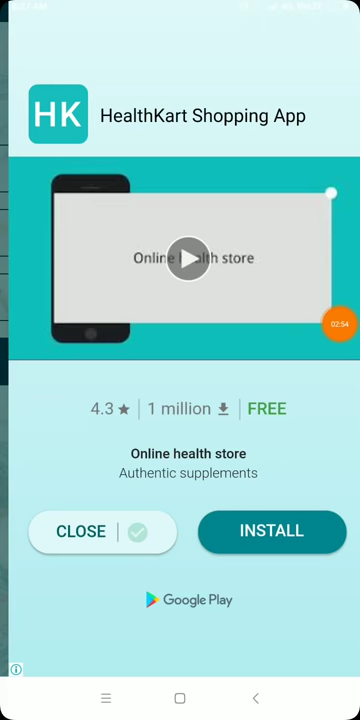 HK HealthKart Shopping App
Online health store
02:54
4.3 ★ | 1 million | FREE
Online health store
Authentic supplements
CLOSE | INSTALL
Google Play